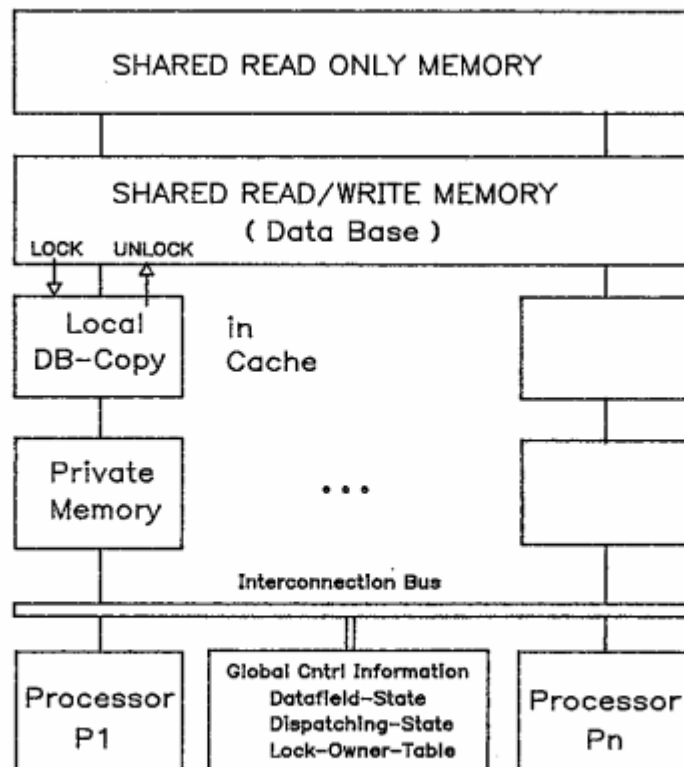 SHARED READ ONLY MEMORY
SHARED READ/WRITE MEMORY
( Data Base )
LOCK
UNLOCK
Local
DB-Copy
in
Cache
Private
Memory
...
Interconnection Bus
Processor
P1
Global Cntrl Information
Datafield-State
Dispatching-State
Lock-Owner-Table
Processor
Pn